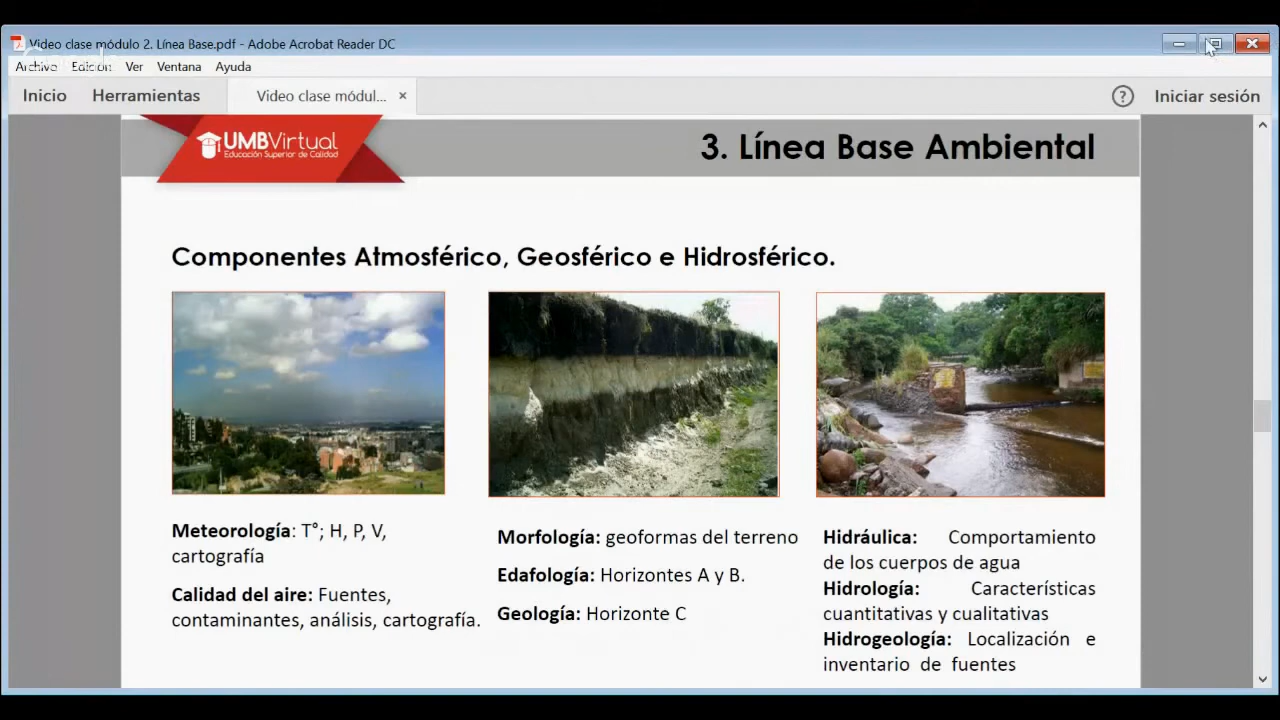 Video clase módulo 2. Línea Base.pdf - Adobe Acrobat Reader DC
Archivo Edición Ver Ventana Ayuda
Inicio Herramientas Video clase módul... × ? Iniciar sesión
UMBVirtual
Educación Superior de Calidad
3. Línea Base Ambiental
Componentes Atmosférico, Geosférico e Hidrosférico.
Meteorología: T°; H, P, V,
cartografía
Calidad del aire: Fuentes,
contaminantes, análisis, cartografía.
Morfología: geoformas del terreno
Edafología: Horizontes A y B.
Geología: Horizonte C
Hidráulica: Comportamiento
de los cuerpos de agua
Hidrología: Características
cuantitativas y cualitativas
Hidrogeología: Localización e
inventario de fuentes